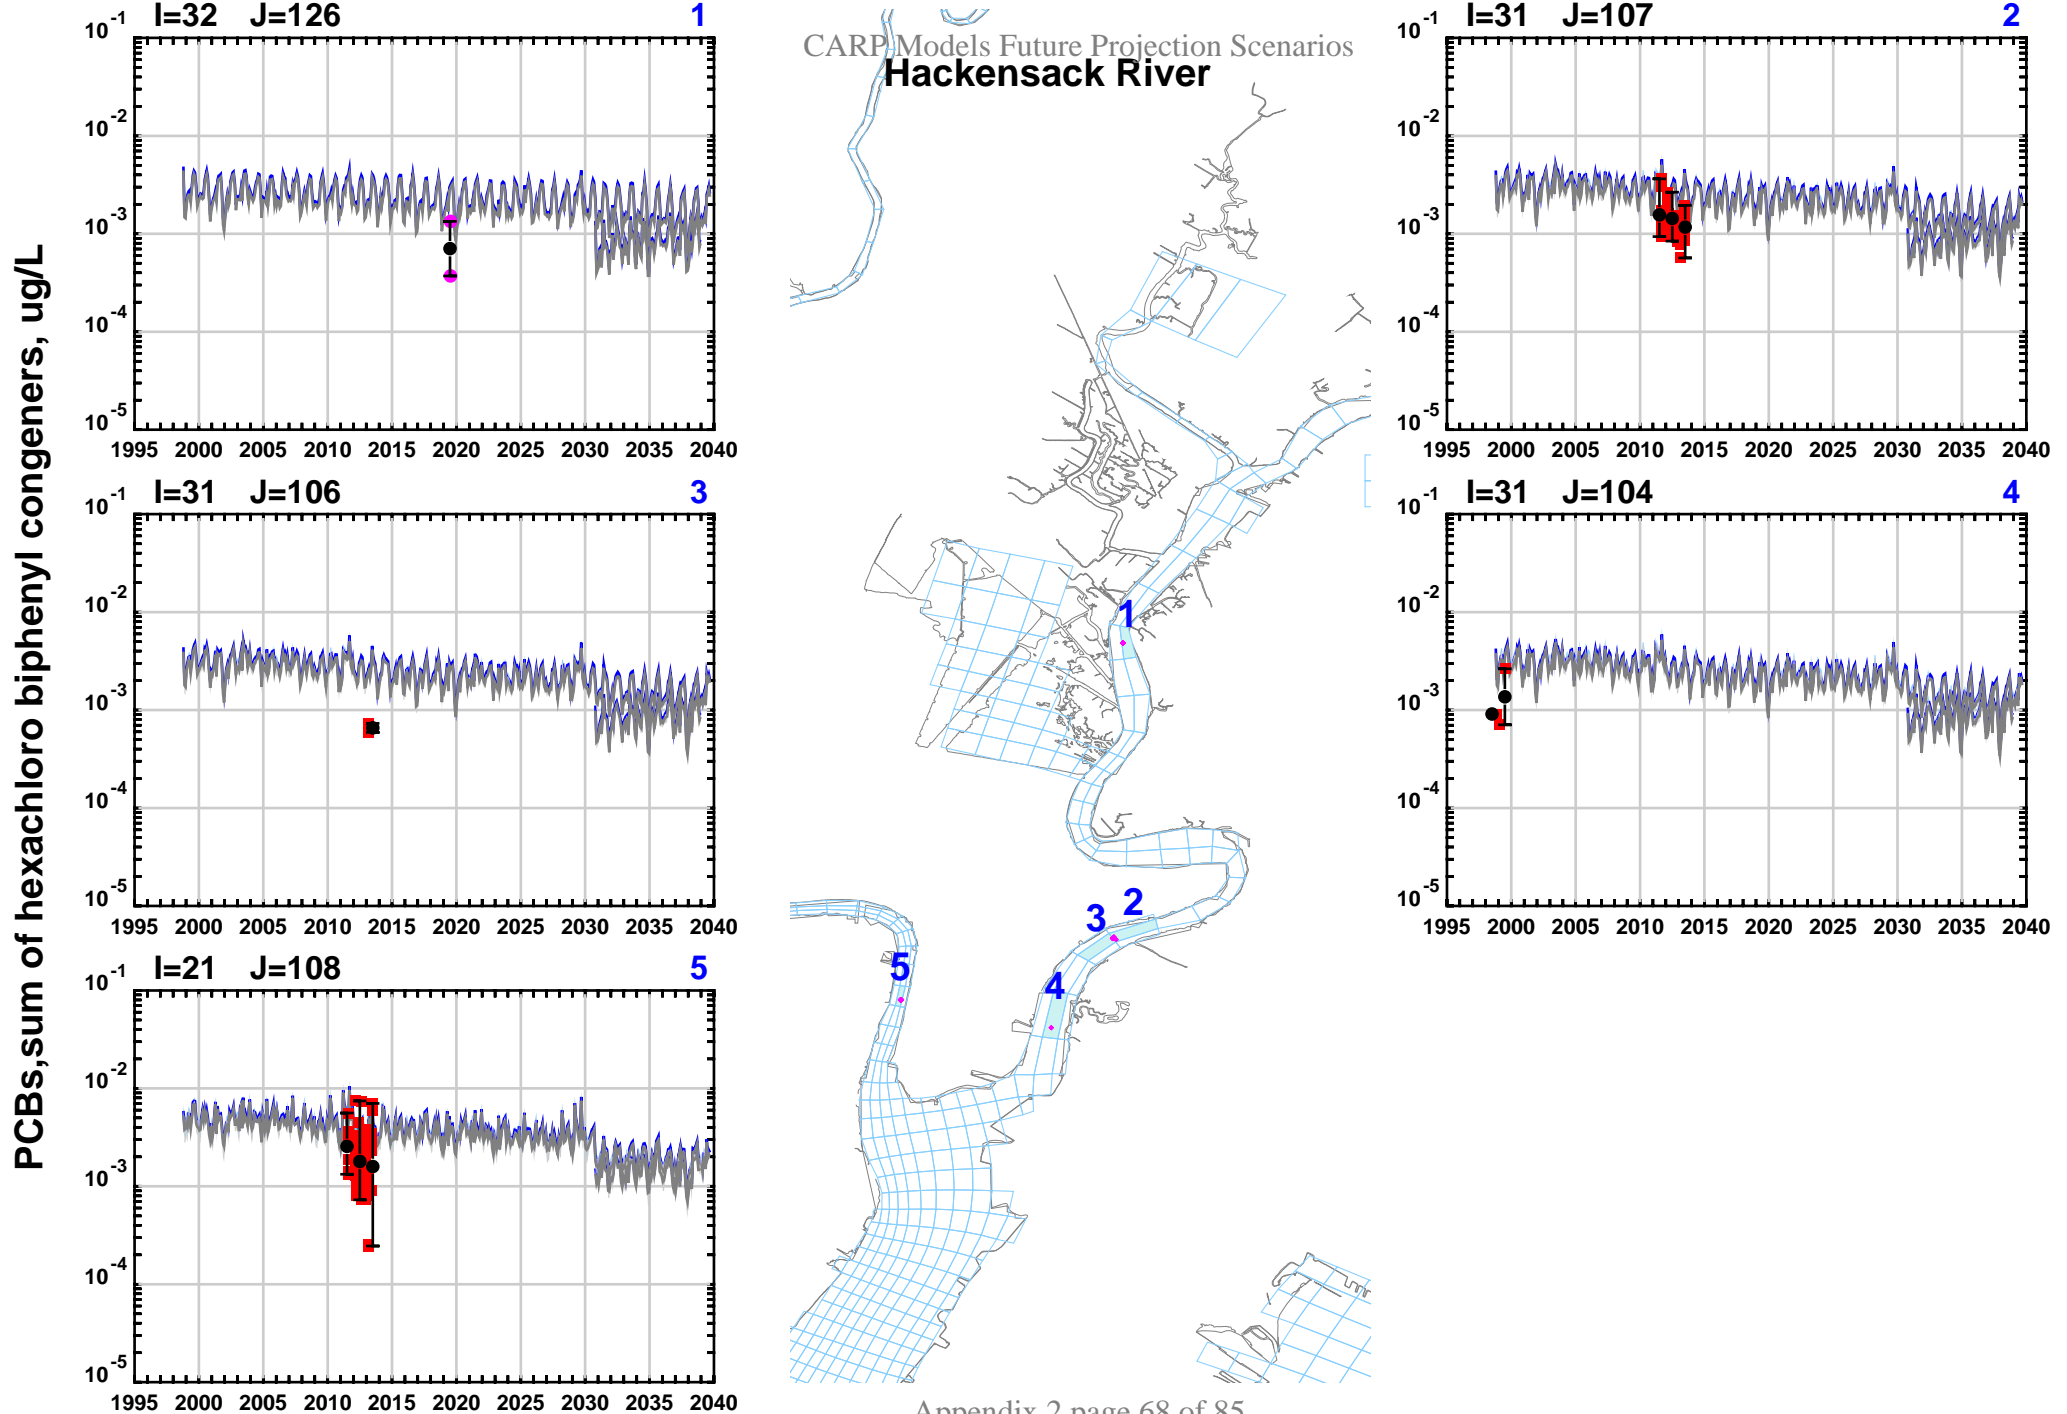 CARP Models Future Projection Scenarios
Hackensack River
PCBs,sum of hexachloro biphenyl congeners, ug/L
I=32 J=126 1
10-1
10-2
10-3
10-4
10-5
1995 2000 2005 2010 2015 2020 2025 2030 2035 2040
I=31 J=107 2
10-1
10-2
10-3
10-4
10-5
1995 2000 2005 2010 2015 2020 2025 2030 2035 2040
I=31 J=106 3
10-1
10-2
10-3
10-4
10-5
1995 2000 2005 2010 2015 2020 2025 2030 2035 2040
I=31 J=104 4
10-1
10-2
10-3
10-4
10-5
1995 2000 2005 2010 2015 2020 2025 2030 2035 2040
I=21 J=108 5
10-1
10-2
10-3
10-4
10-5
1995 2000 2005 2010 2015 2020 2025 2030 2035 2040
1
2
3
4
5
Appendix 2 page 68 of 85